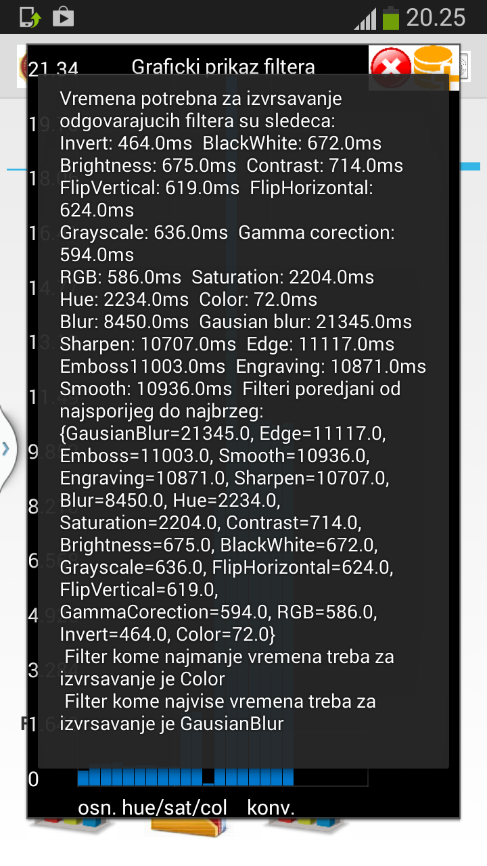 20.25
21.34 Graficki prikaz filtera
Vremena potrebna za izvrsavanje
odgovarajucih filtera su sledeca:
Invert: 464.0ms BlackWhite: 672.0ms
Brightness: 675.0ms Contrast: 714.0ms
FlipVertical: 619.0ms FlipHorizontal:
624.0ms
Grayscale: 636.0ms Gamma corection:
594.0ms
RGB: 586.0ms Saturation: 2204.0ms
Hue: 2234.0ms Color: 72.0ms
Blur: 8450.0ms Gausian blur: 21345.0ms
Sharpen: 10707.0ms Edge: 11117.0ms
Emboss11003.0ms Engraving: 10871.0ms
Smooth: 10936.0ms Filteri poredjani od
najsporijeg do najbrzeg:
{GausianBlur=21345.0, Edge=11117.0,
Emboss=11003.0, Smooth=10936.0,
Engraving=10871.0, Sharpen=10707.0,
Blur=8450.0, Hue=2234.0,
Saturation=2204.0, Contrast=714.0,
Brightness=675.0, BlackWhite=672.0,
Grayscale=636.0, FlipHorizontal=624.0,
FlipVertical=619.0,
GammaCorection=594.0, RGB=586.0,
Invert=464.0, Color=72.0}
Filter kome najmanje vremena treba za
izvrsavanje je Color
Filter kome najvise vremena treba za
izvrsavanje je GausianBlur
0
osn. hue/sat/col konv.